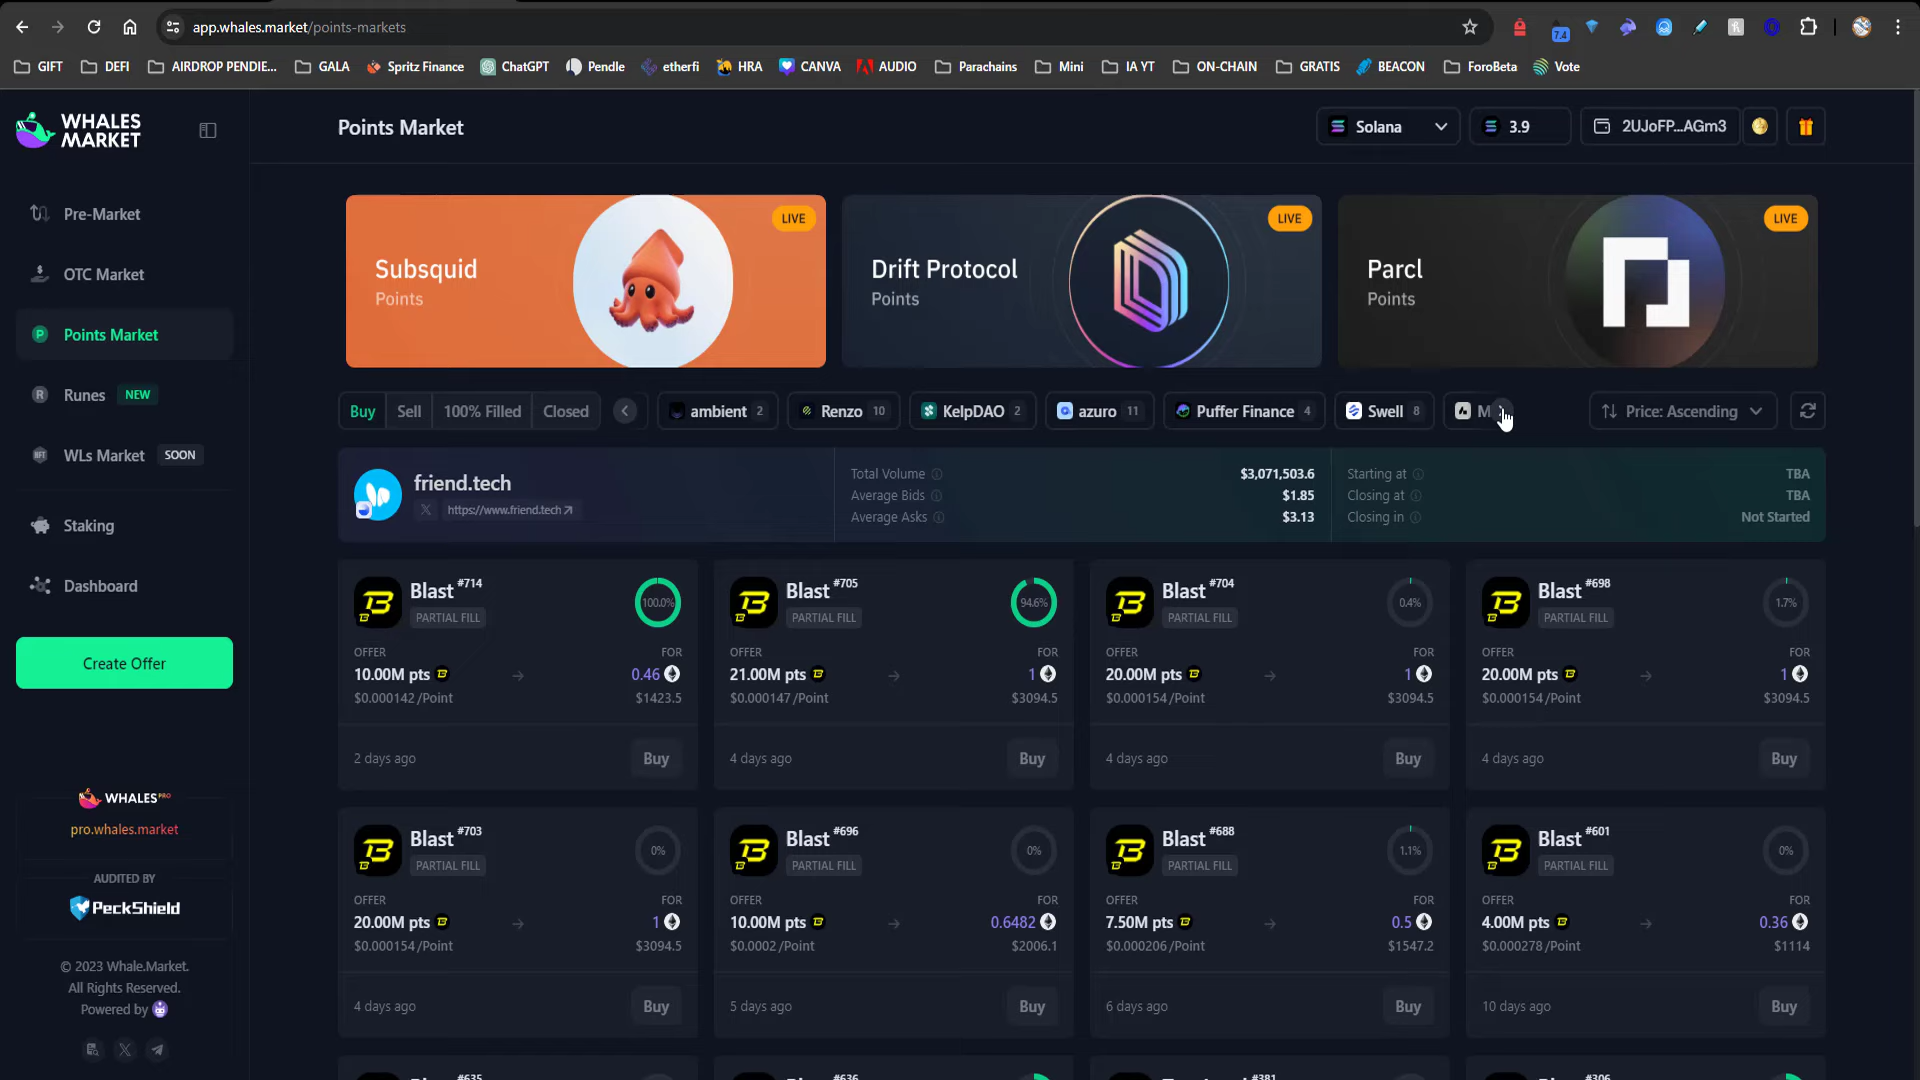 app.whales.market/points-markets
7.4
GIFT DEFI AIRDROP PENDIE... GALA Spritz Finance ChatGPT Pendle etherfi HRA CANVA AUDIO Parachains Mini IA YT ON-CHAIN GRATIS BEACON ForoBeta Vote
WHALES
MARKET
Points Market
Solana
3.9
2UJoFP...AGm3
Pre-Market
OTC Market
Points Market
Runes NEW
WLs Market SOON
Staking
Dashboard
Create Offer
WHALES PRO
pro.whales.market
AUDITED BY
PeckShield
© 2023 Whale.Market.
All Rights Reserved.
Powered by
Subsquid
Points
LIVE
Drift Protocol
Points
LIVE
Parcl
Points
LIVE
Buy Sell 100% Filled Closed ambient 2 Renzo 10 KelpDAO 2 azuro 11 Puffer Finance 4 Swell 8 M Price: Ascending
friend.tech
https://www.friend.tech
Total Volume $3,071,503.6
Average Bids $1.85
Average Asks $3.13
Starting at TBA
Closing at TBA
Closing in Not Started
Blast #714
PARTIAL FILL
100.0%
OFFER FOR
10.00M pts 0.46
$0.000142 /Point $1423.5
2 days ago Buy
Blast #705
PARTIAL FILL
94.6%
OFFER FOR
21.00M pts 1
$0.000147 /Point $3094.5
4 days ago Buy
Blast #704
PARTIAL FILL
0.4%
OFFER FOR
20.00M pts 1
$0.000154 /Point $3094.5
4 days ago Buy
Blast #698
PARTIAL FILL
1.7%
OFFER FOR
20.00M pts 1
$0.000154 /Point $3094.5
4 days ago Buy
Blast #703
PARTIAL FILL
0%
OFFER FOR
20.00M pts 1
$0.000154 /Point $3094.5
4 days ago Buy
Blast #696
PARTIAL FILL
0%
OFFER FOR
10.00M pts 0.6482
$0.0002 /Point $2006.1
5 days ago Buy
Blast #688
PARTIAL FILL
1.1%
OFFER FOR
7.50M pts 0.5
$0.000206 /Point $1547.2
6 days ago Buy
Blast #601
PARTIAL FILL
0%
OFFER FOR
4.00M pts 0.36
$0.000278 /Point $1114
10 days ago Buy
#635 #636 #381 #306